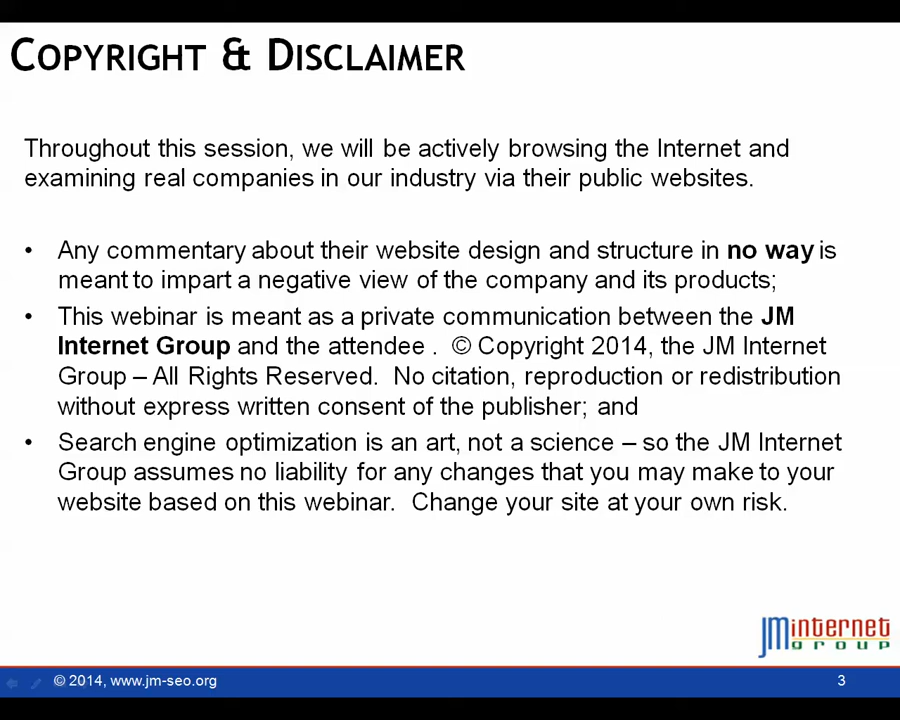 COPYRIGHT & DISCLAIMER
Throughout this session, we will be actively browsing the Internet and
examining real companies in our industry via their public websites.
• Any commentary about their website design and structure in no way is
meant to impart a negative view of the company and its products;
• This webinar is meant as a private communication between the JM
Internet Group and the attendee . © Copyright 2014, the JM Internet
Group – All Rights Reserved. No citation, reproduction or redistribution
without express written consent of the publisher; and
• Search engine optimization is an art, not a science – so the JM Internet
Group assumes no liability for any changes that you may make to your
website based on this webinar. Change your site at your own risk.
JMinternet
group
© 2014, www.jm-seo.org
3